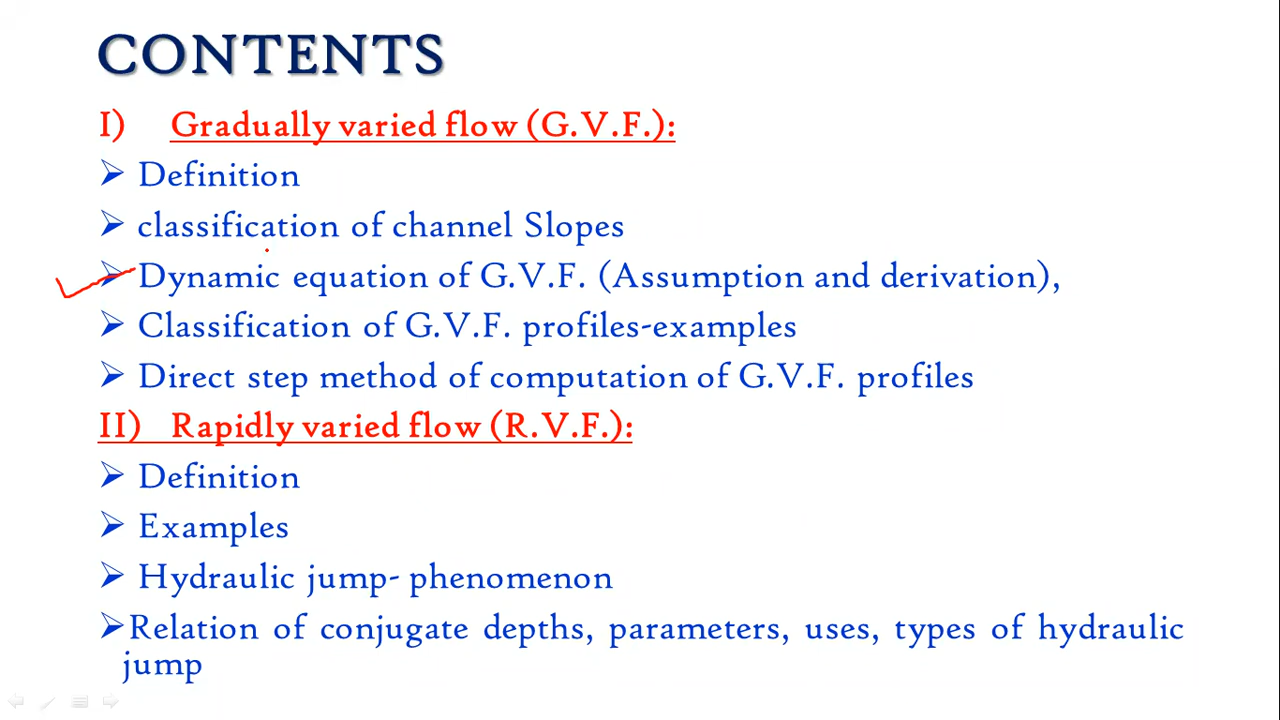 CONTENTS
I) Gradually varied flow (G.V.F.):
➢ Definition
➢ classification of channel Slopes
➢ Dynamic equation of G.V.F. (Assumption and derivation),
➢ Classification of G.V.F. profiles-examples
➢ Direct step method of computation of G.V.F. profiles
II) Rapidly varied flow (R.V.F.):
➢ Definition
➢ Examples
➢ Hydraulic jump- phenomenon
➢Relation of conjugate depths, parameters, uses, types of hydraulic
jump